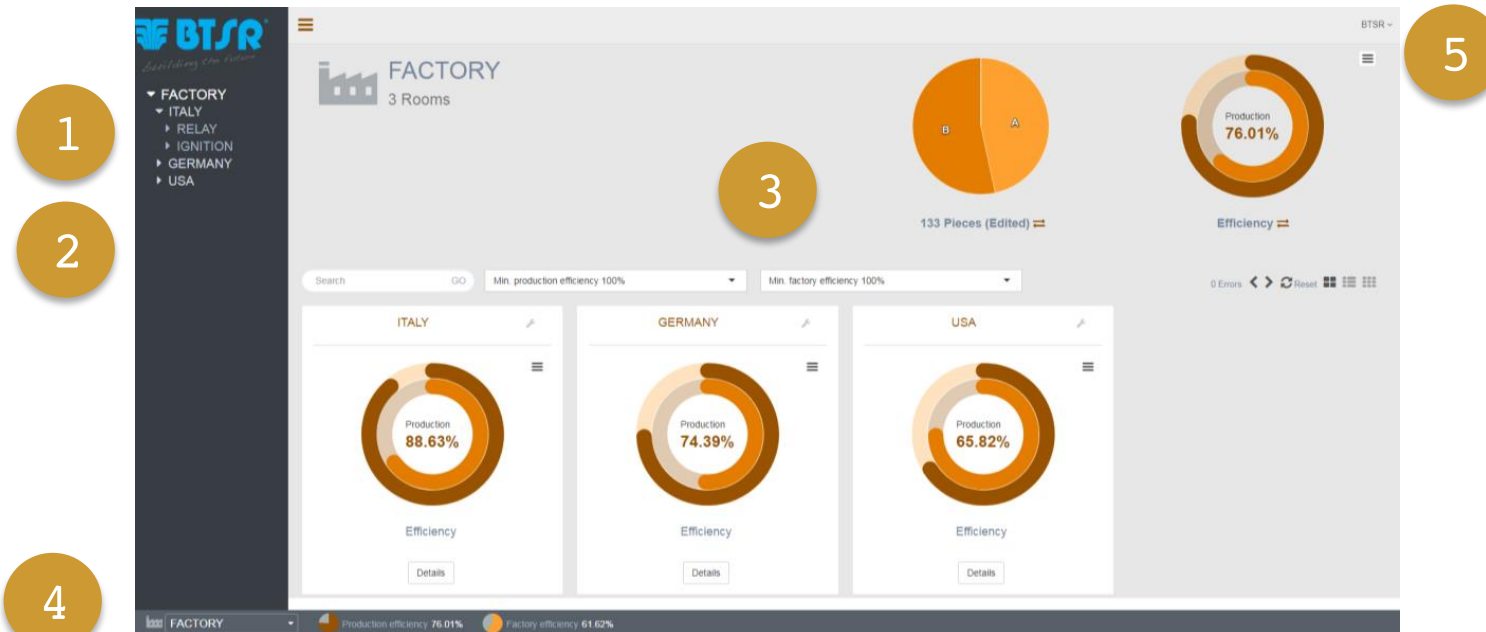 BTSR
building the future
BTSR
5
FACTORY
3 Rooms
1
FACTORY
ITALY
RELAY
IGNITION
GERMANY
USA
2
3
B
A
133 Pieces (Edited)
Production
76.01%
Efficiency
Search GO
Min. production efficiency 100%
Min. factory efficiency 100%
0 Errors Reset
ITALY
Production
88.63%
Efficiency
Details
GERMANY
Production
74.39%
Efficiency
Details
USA
Production
65.82%
Efficiency
Details
4
FACTORY
Production efficiency 76.01%
Factory efficiency 61.62%